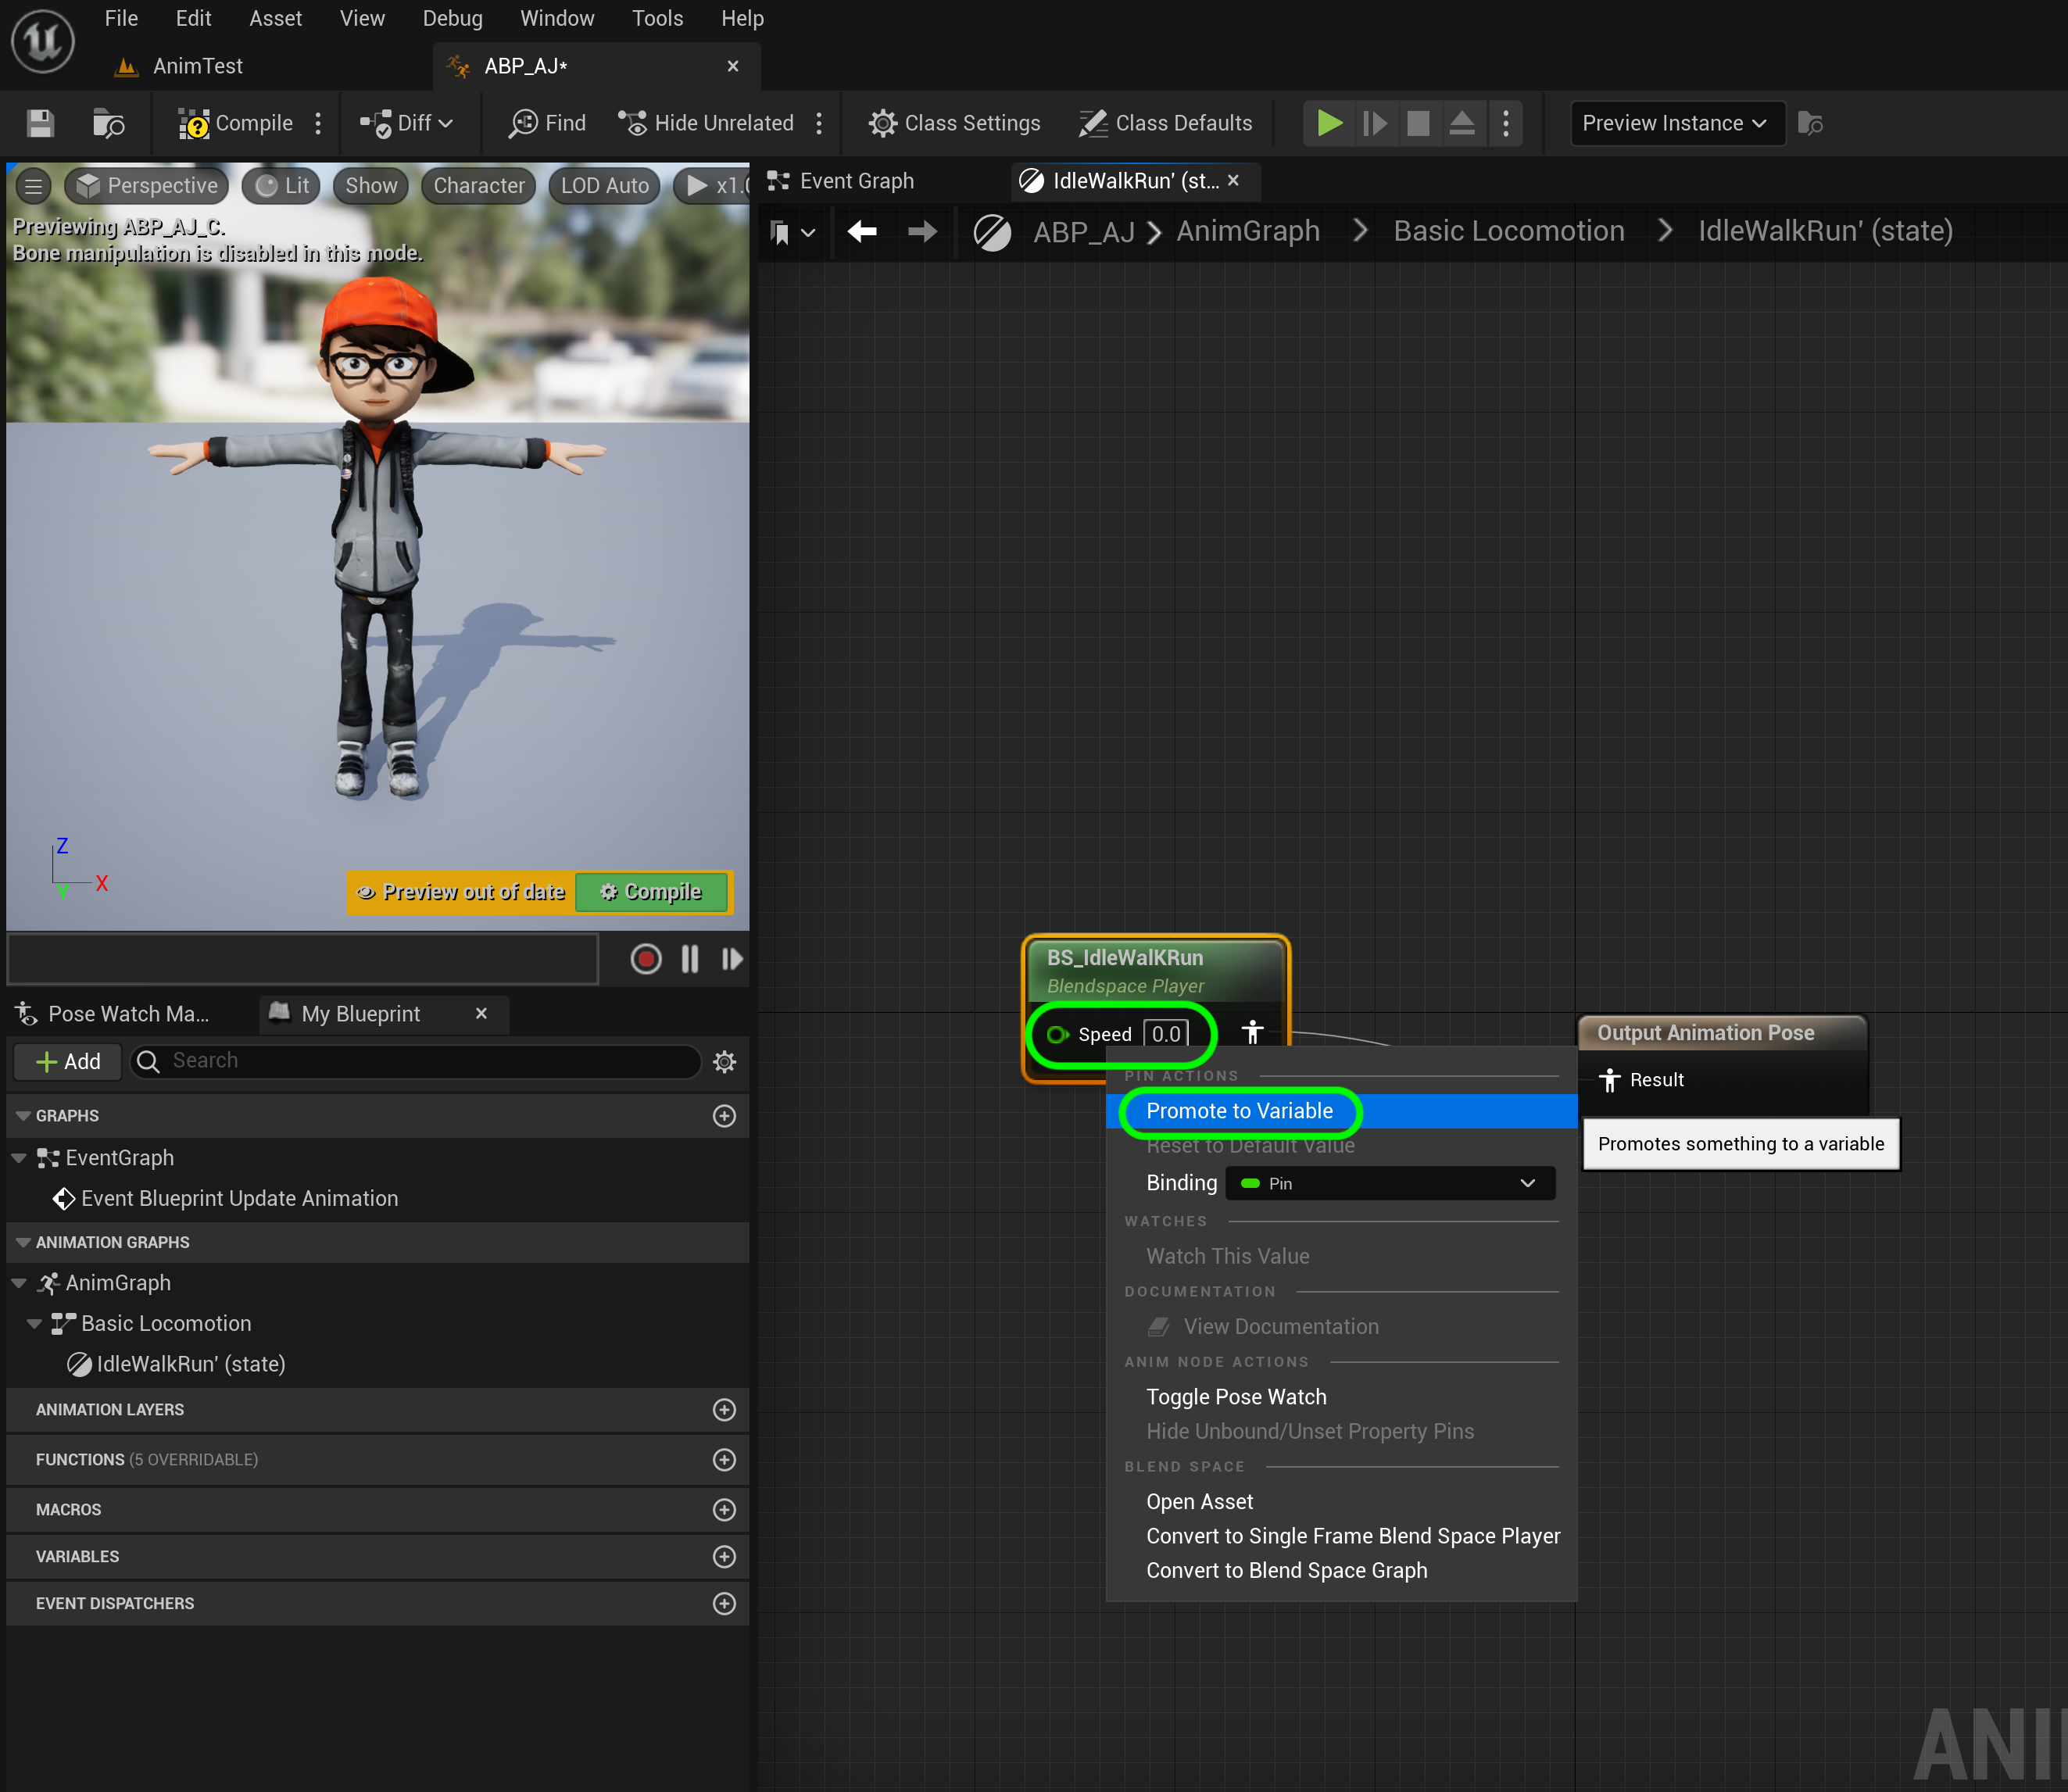 File Edit Asset View Debug Window Tools Help
AnimTest
ABP_AJ*
Compile Diff Find Hide Unrelated Class Settings Class Defaults Preview Instance
Perspective Lit Show Character LOD Auto x1.0
Previewing ABP_AJ_C.
Bone manipulation is disabled in this mode.
Z
X
Y
Preview out of date Compile
Event Graph IdleWalkRun' (st...
ABP_AJ > AnimGraph > Basic Locomotion > IdleWalkRun' (state)
Pose Watch Ma... My Blueprint
Add Search
GRAPHS
EventGraph
Event Blueprint Update Animation
ANIMATION GRAPHS
AnimGraph
Basic Locomotion
IdleWalkRun' (state)
ANIMATION LAYERS
FUNCTIONS (5 OVERRIDABLE)
MACROS
VARIABLES
EVENT DISPATCHERS
BS_IdleWalKRun
Blendspace Player
Speed 0.0
Output Animation Pose
Result
PIN ACTIONS
Promote to Variable
Reset to Default Value
Binding Pin
WATCHES
Watch This Value
DOCUMENTATION
View Documentation
ANIM NODE ACTIONS
Toggle Pose Watch
Hide Unbound/Unset Property Pins
BLEND SPACE
Open Asset
Convert to Single Frame Blend Space Player
Convert to Blend Space Graph
Promotes something to a variable